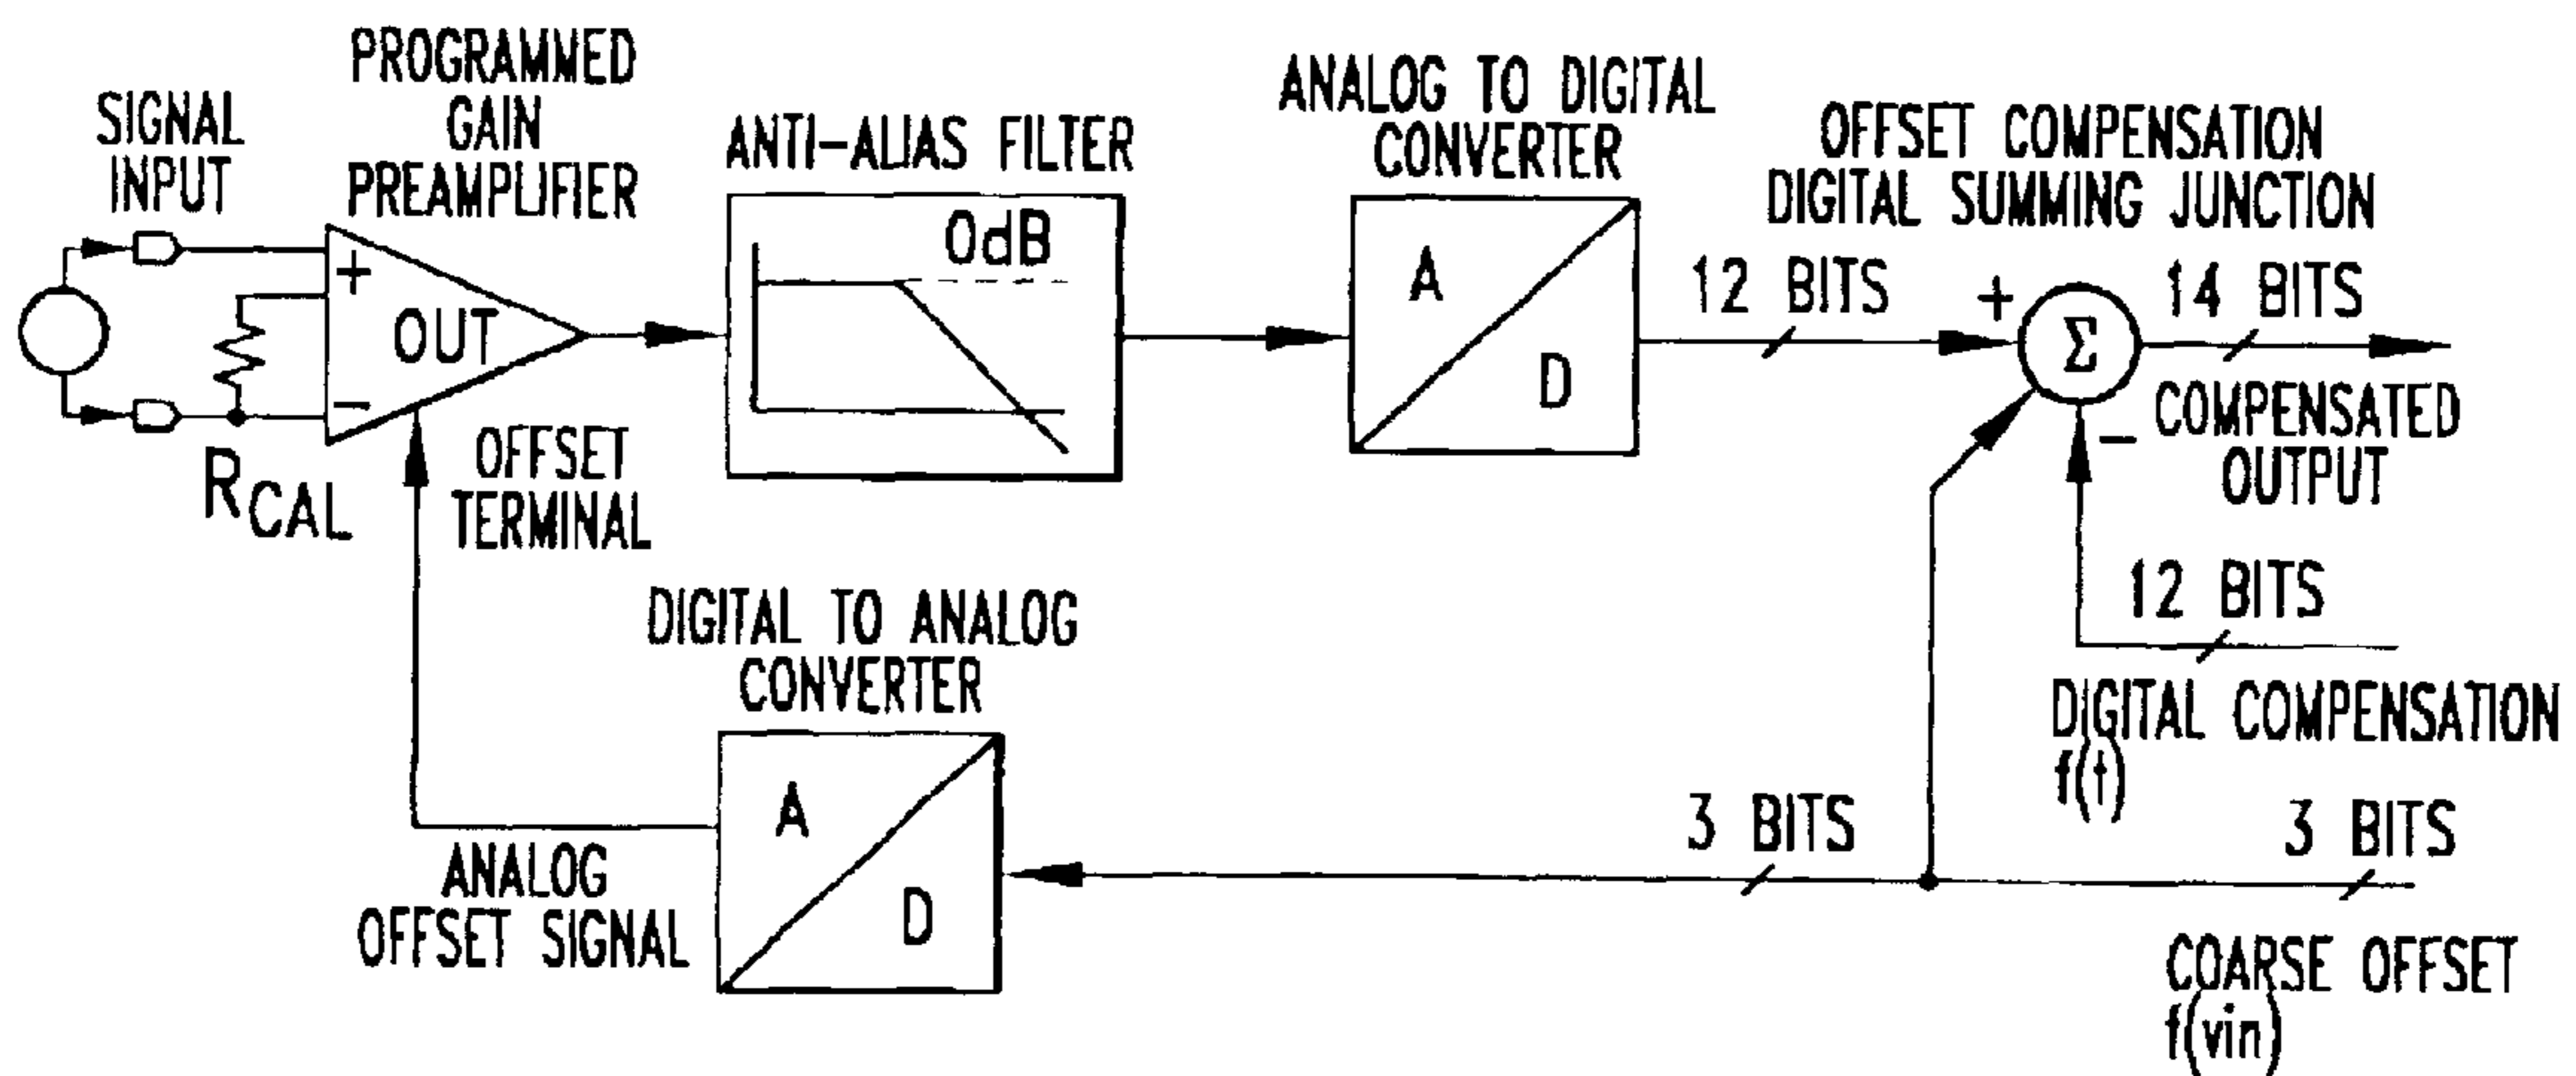 SIGNAL
INPUT
PROGRAMMED
GAIN
PREAMPLIFIER
ANTI-ALIAS FILTER
ANALOG TO DIGITAL
CONVERTER
OFFSET COMPENSATION
DIGITAL SUMMING JUNCTION
+
OUT
-
0dB
A
D
12 BITS
+
Σ
14 BITS
-
COMPENSATED
OUTPUT
RCAL
OFFSET
TERMINAL
12 BITS
DIGITAL COMPENSATION
f(t)
DIGITAL TO ANALOG
CONVERTER
A
D
ANALOG
OFFSET SIGNAL
3 BITS
3 BITS
COARSE OFFSET
f(vin)